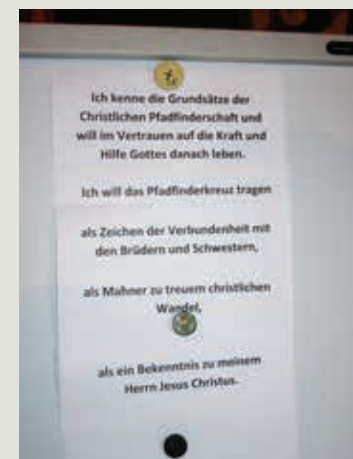 Ich kenne die Grundsätze der
Christlichen Pfadfinderschaft und
will im Vertrauen auf die Kraft und
Hilfe Gottes danach leben.
Ich will das Pfadfinderkreuz tragen
als Zeichen der Verbundenheit mit
den Brüdern und Schwestern,
als Mahner zu treuem christlichen
Wandel,
als ein Bekenntnis zu meinem
Herrn Jesus Christus.